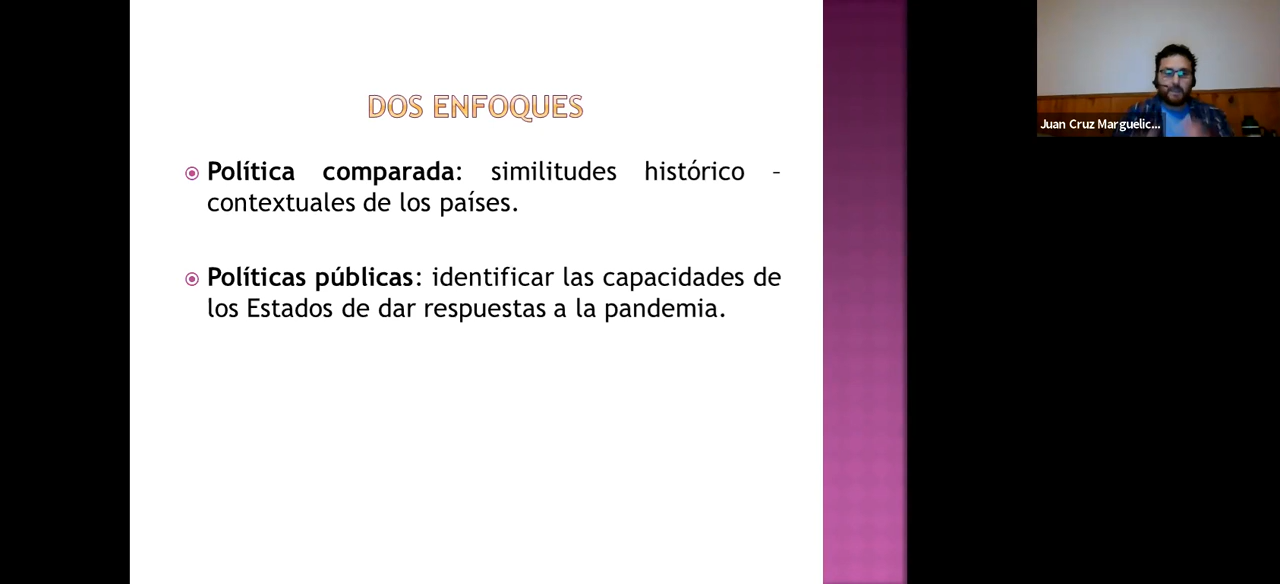 DOS ENFOQUES
Política comparada: similitudes histórico –
contextuales de los países.
Políticas públicas: identificar las capacidades de
los Estados de dar respuestas a la pandemia.
Juan Cruz Marguelic...